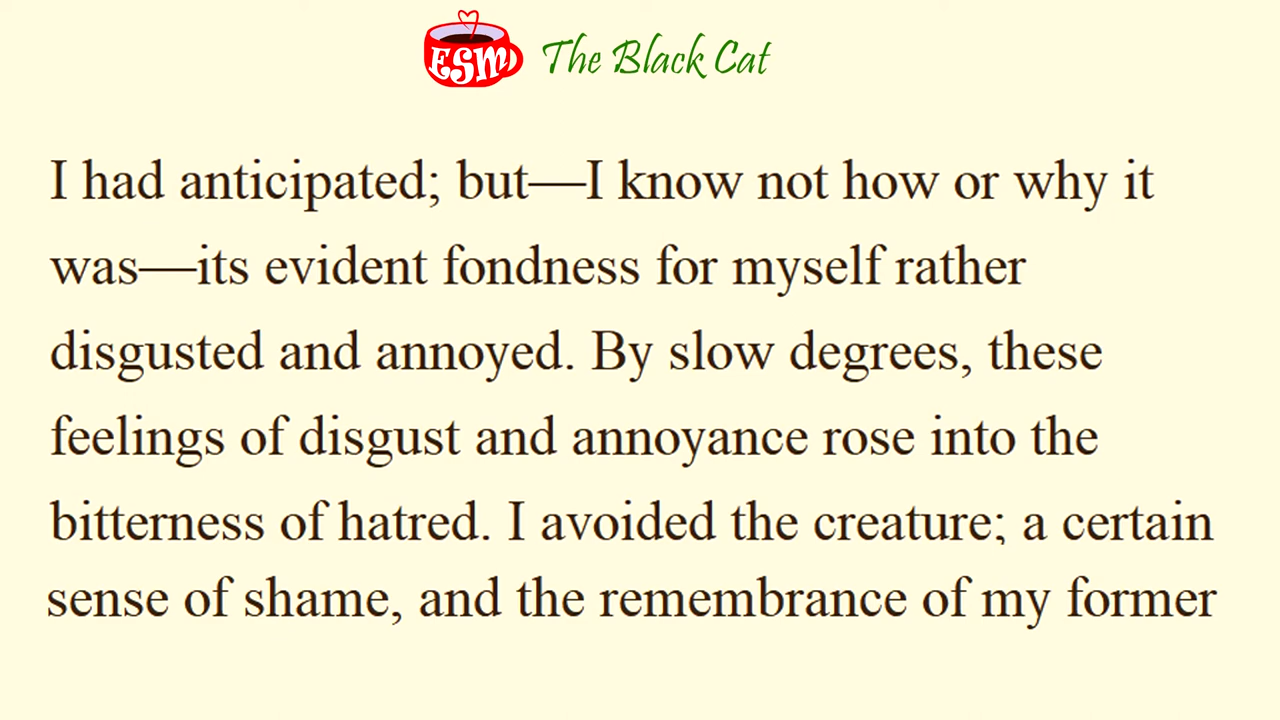 ESM The Black Cat
I had anticipated; but—I know not how or why it
was—its evident fondness for myself rather
disgusted and annoyed. By slow degrees, these
feelings of disgust and annoyance rose into the
bitterness of hatred. I avoided the creature; a certain
sense of shame, and the remembrance of my former